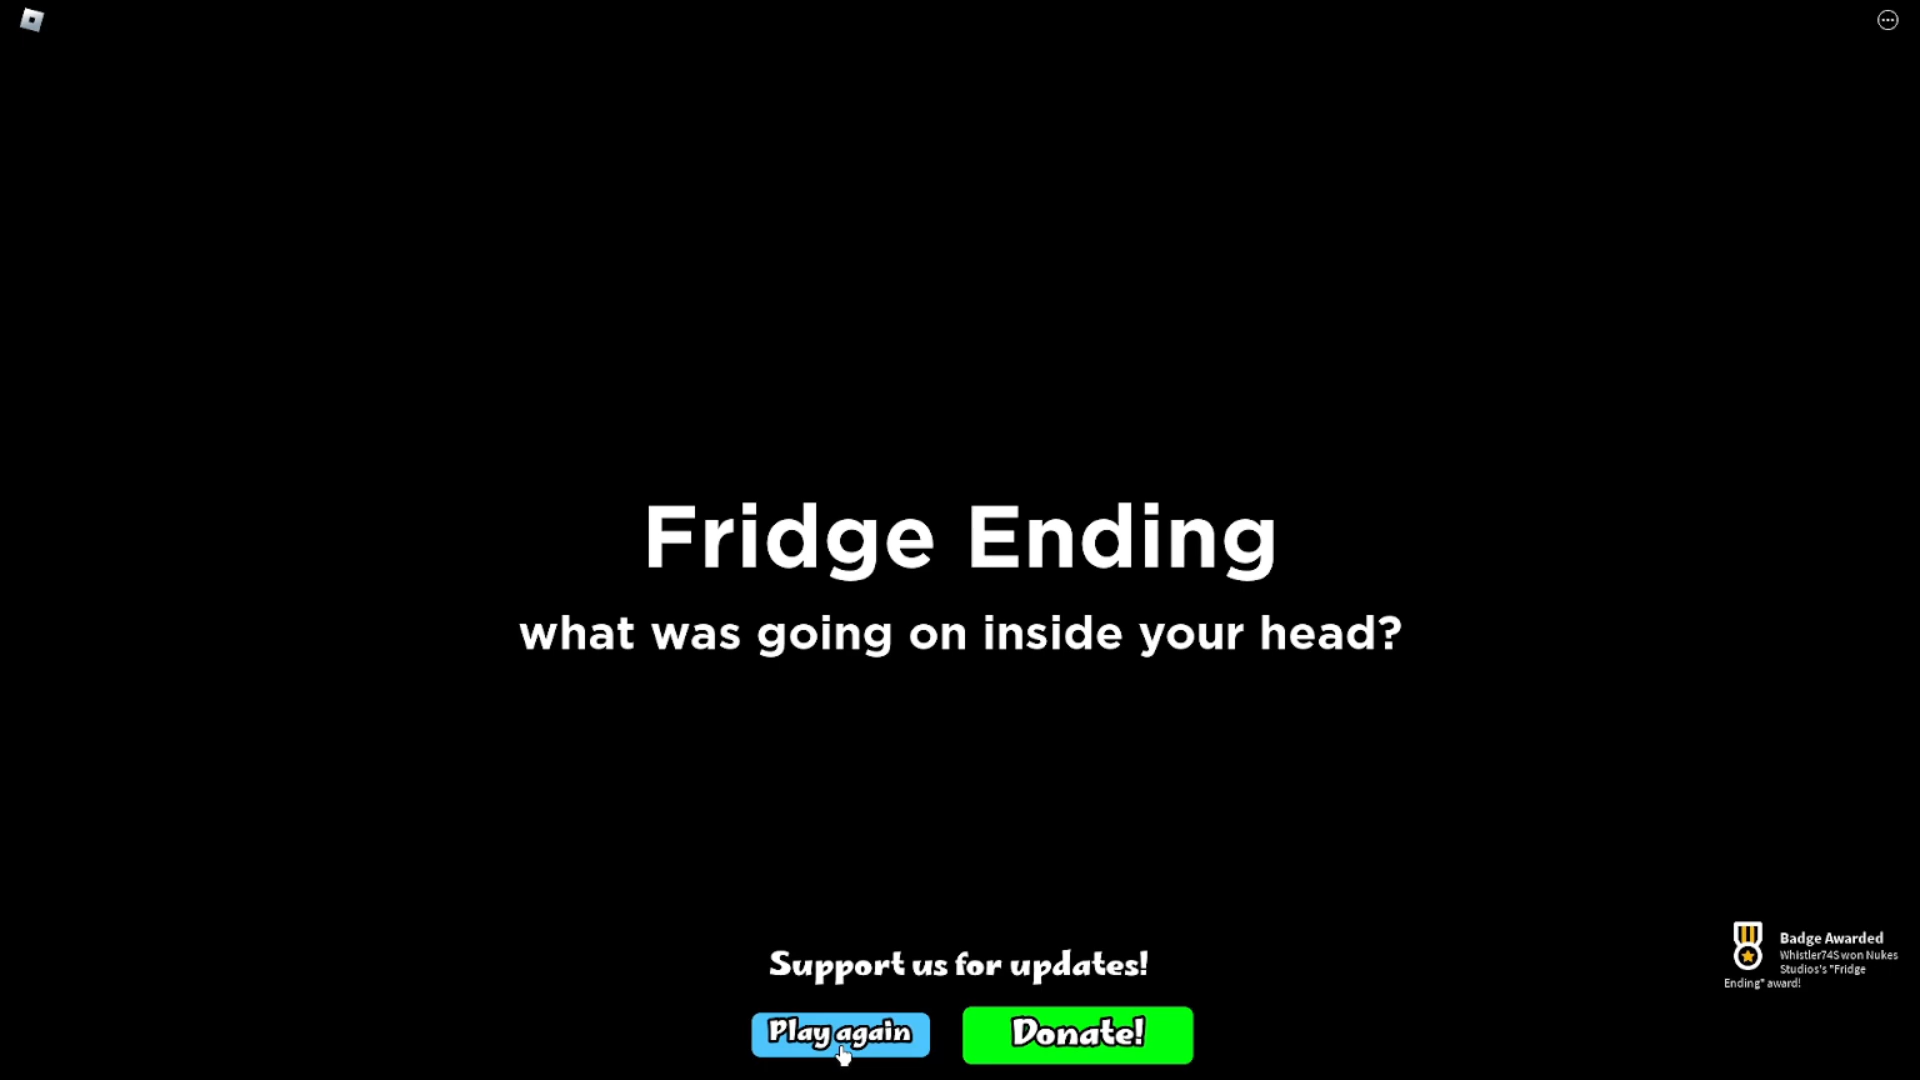 Fridge Ending
what was going on inside your head?
Support us for updates!
Play again
Donate!
Badge Awarded
Whistler74S won Nukes
Studios's "Fridge
Ending" award!